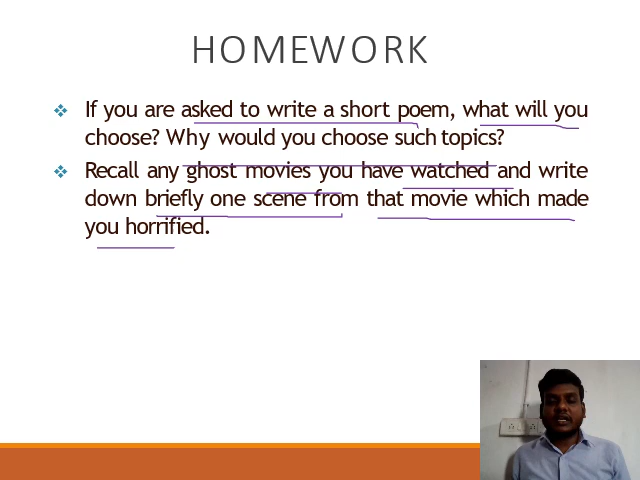 HOMEWORK
If you are asked to write a short poem, what will you
choose? Why would you choose such topics?
Recall any ghost movies you have watched and write
down briefly one scene from that movie which made
you horrified.